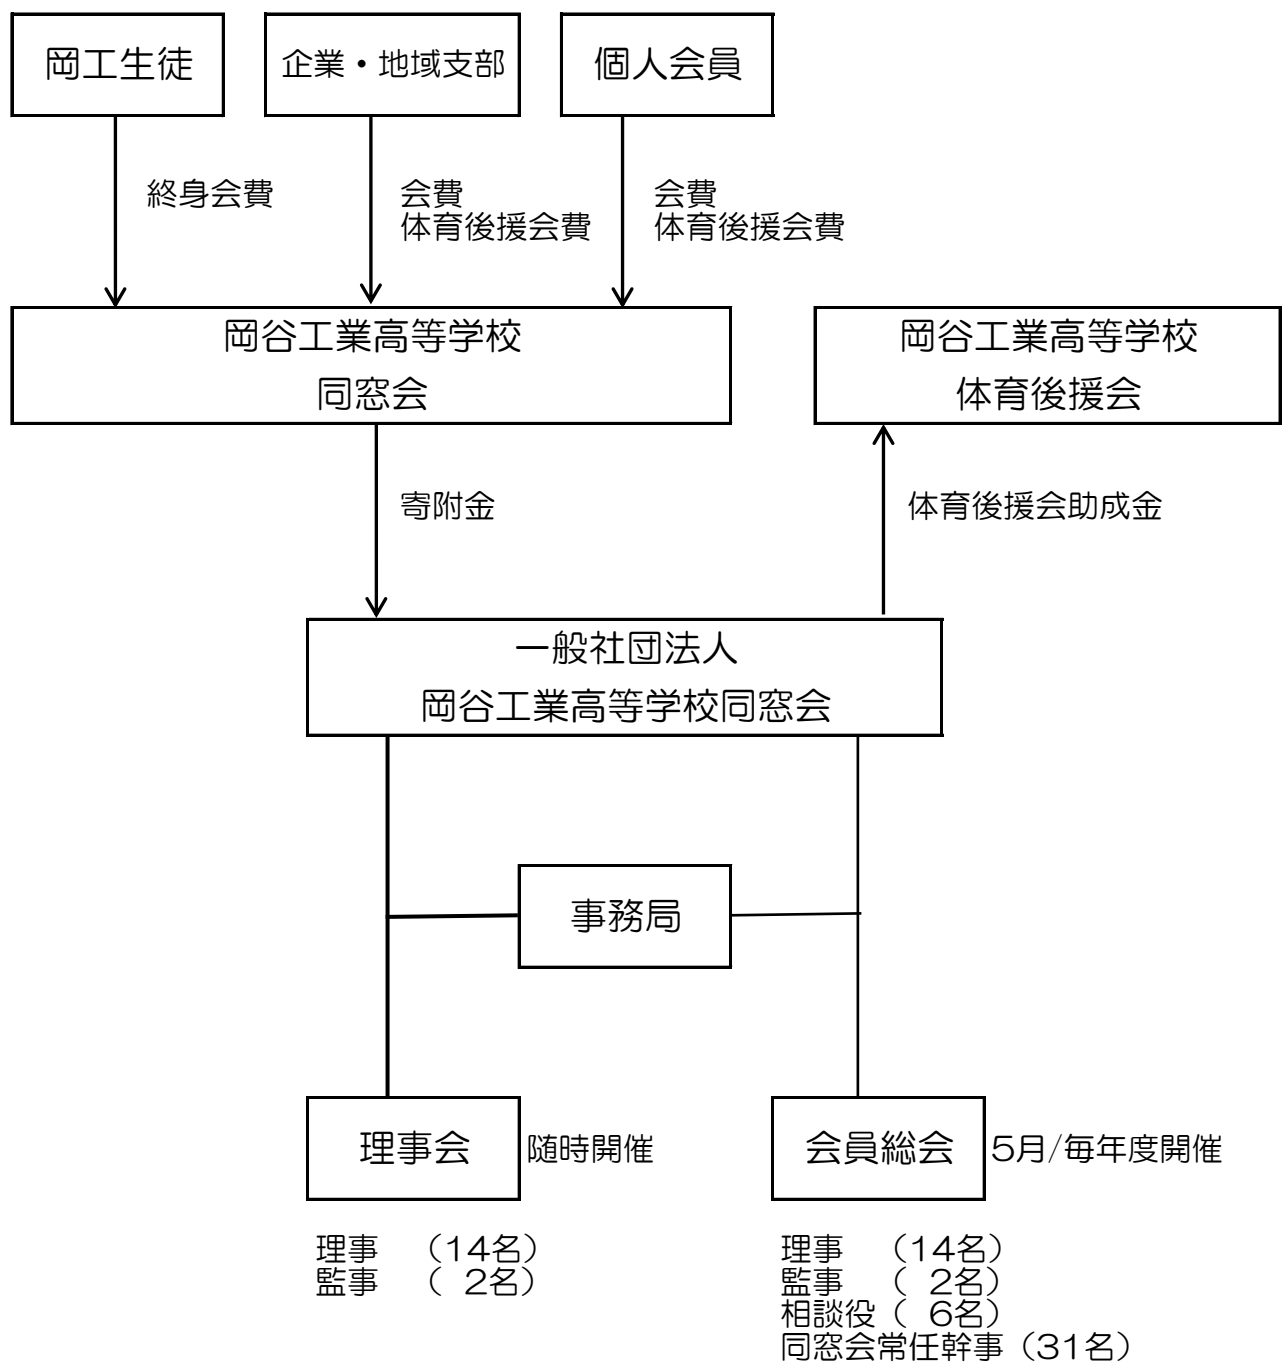 岡工生徒
企業・地域支部
個人会員
終身会費
会費
体育後援会費
会費
体育後援会費
岡谷工業高等学校
同窓会
岡谷工業高等学校
体育後援会
寄附金
体育後援会助成金
一般社団法人
岡谷工業高等学校同窓会
事務局
理事会
随時開催
会員総会
5月/毎年度開催
理事　（14名）
監事　（ 2名）
理事　（14名）
監事　（ 2名）
相談役（ 6名）
同窓会常任幹事（31名）